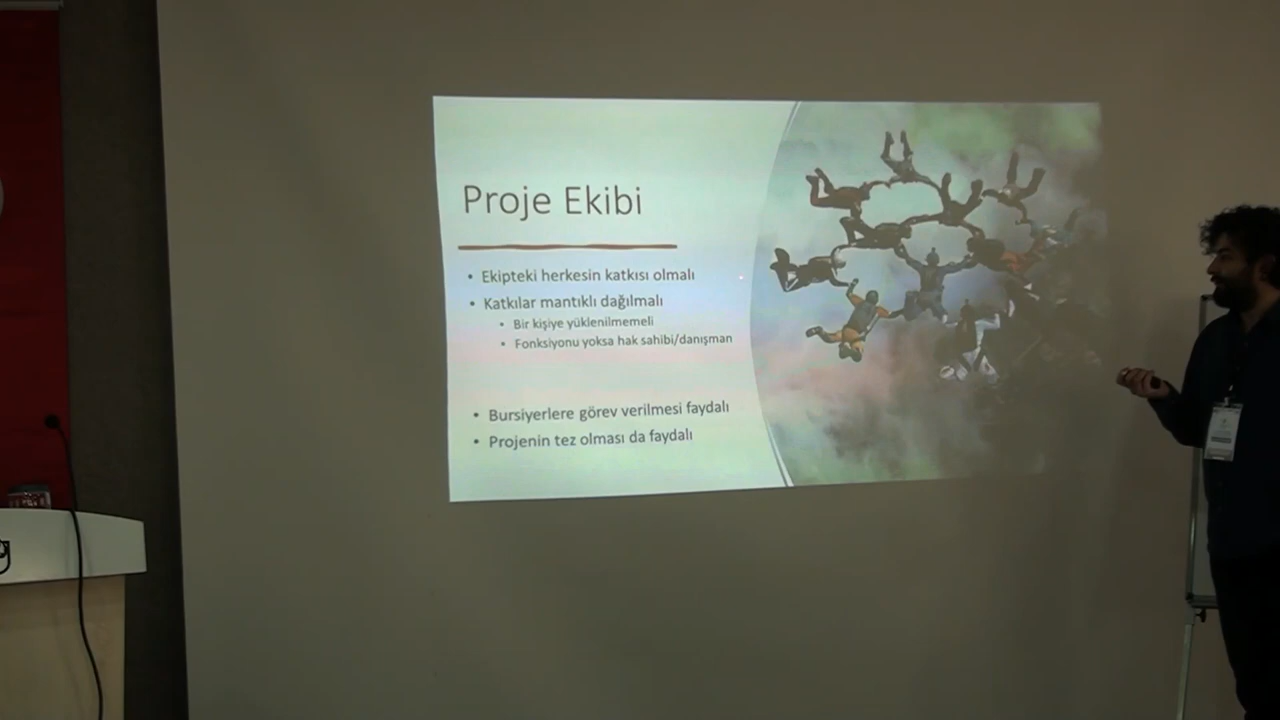 Proje Ekibi
• Ekipteki herkesin katkısı olmalı
• Katkılar mantıklı dağılmalı
• Bir kişiye yüklenilmemeli
• Fonksiyonu yoksa hak sahibi/danışman
• Bursiyerlere görev verilmesi faydalı
• Projenin tez olması da faydalı